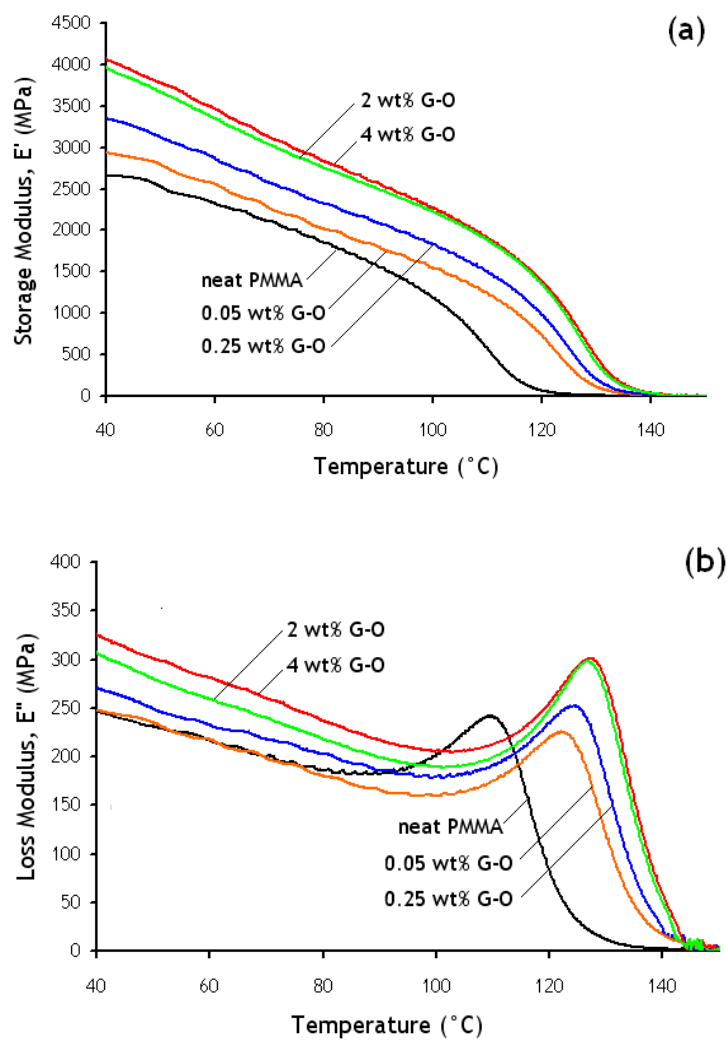 (a)
4500
4000
3500
3000
2500
2000
1500
1000
500
0
Storage Modulus, E' (MPa)
2 wt% G-O
4 wt% G-O
neat PMMA
0.05 wt% G-O
0.25 wt% G-O
40 60 80 100 120 140
Temperature (˚C)
(b)
400
350
300
250
200
150
100
50
0
Loss Modulus, E" (MPa)
2 wt% G-O
4 wt% G-O
neat PMMA
0.05 wt% G-O
0.25 wt% G-O
40 60 80 100 120 140
Temperature (˚C)